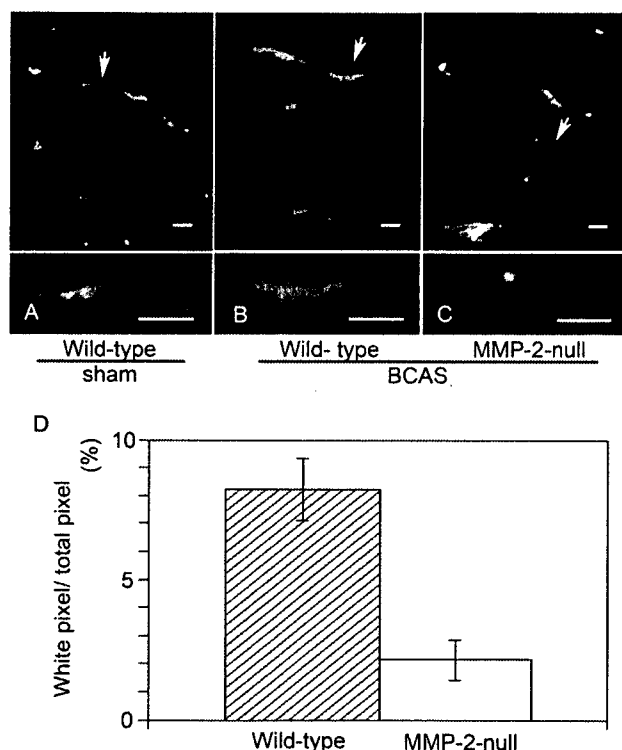 A
B
C
Wild-type
Wild- type
MMP-2-null
sham
BCAS
D
10
(%)
5
0
White pixel/ total pixel
Wild-type
MMP-2-null